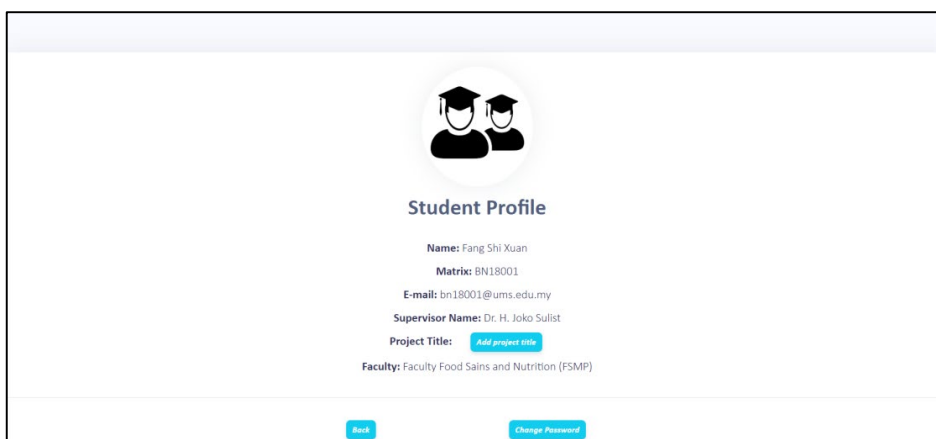 Student Profile
Name: Fang Shi Xuan
Matrix: BN18001
E-mail: bn18001@ums.edu.my
Supervisor Name: Dr. H. Joko Sulist
Project Title: Add project title
Faculty: Faculty Food Sains and Nutrition (FSMP)
Back Change Password